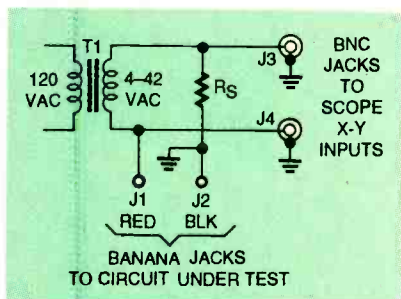 T1
120
VAC
4–42
VAC
RS
J3
J4
BNC
JACKS
TO
SCOPE
X-Y
INPUTS
J1
RED
J2
BLK
BANANA JACKS
TO CIRCUIT UNDER TEST